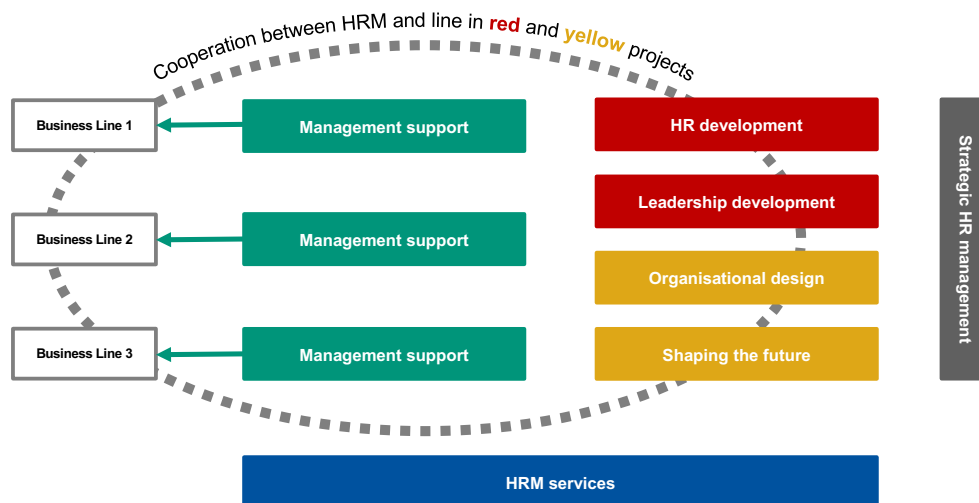 Cooperation between HRM and line in red and yellow projects
Business Line 1
Management support
HR development
Leadership development
Business Line 2
Management support
Organisational design
Business Line 3
Management support
Shaping the future
Strategic HR management
HRM services